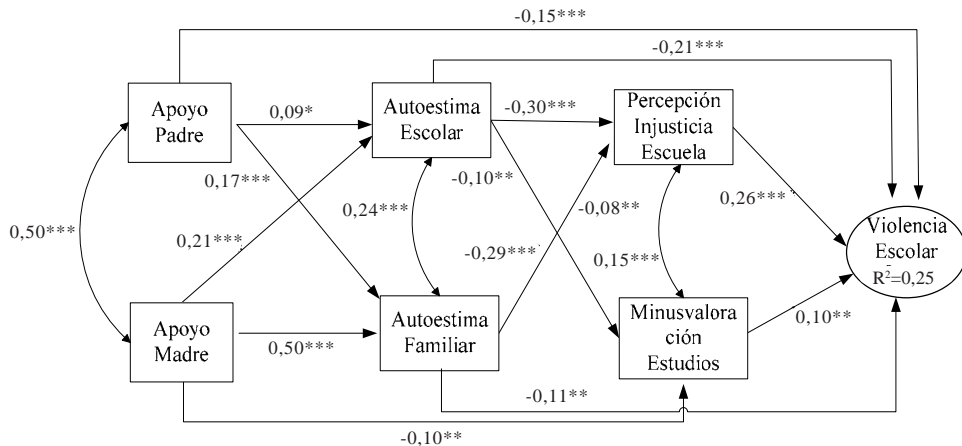 -0,15***
-0,21***
Apoyo
Padre
0,09*
Autoestima
Escolar
-0,30***
Percepción
Injusticia
Escuela
0,17***
-0,10**
0,24***
-0,08**
0,26***
0,50***
0,21***
-0,29***
0,15***
Violencia
Escolar
R²=0,25
Apoyo
Madre
0,50***
Autoestima
Familiar
Minusvalora
ción
Estudios
0,10**
-0,11**
-0,10**